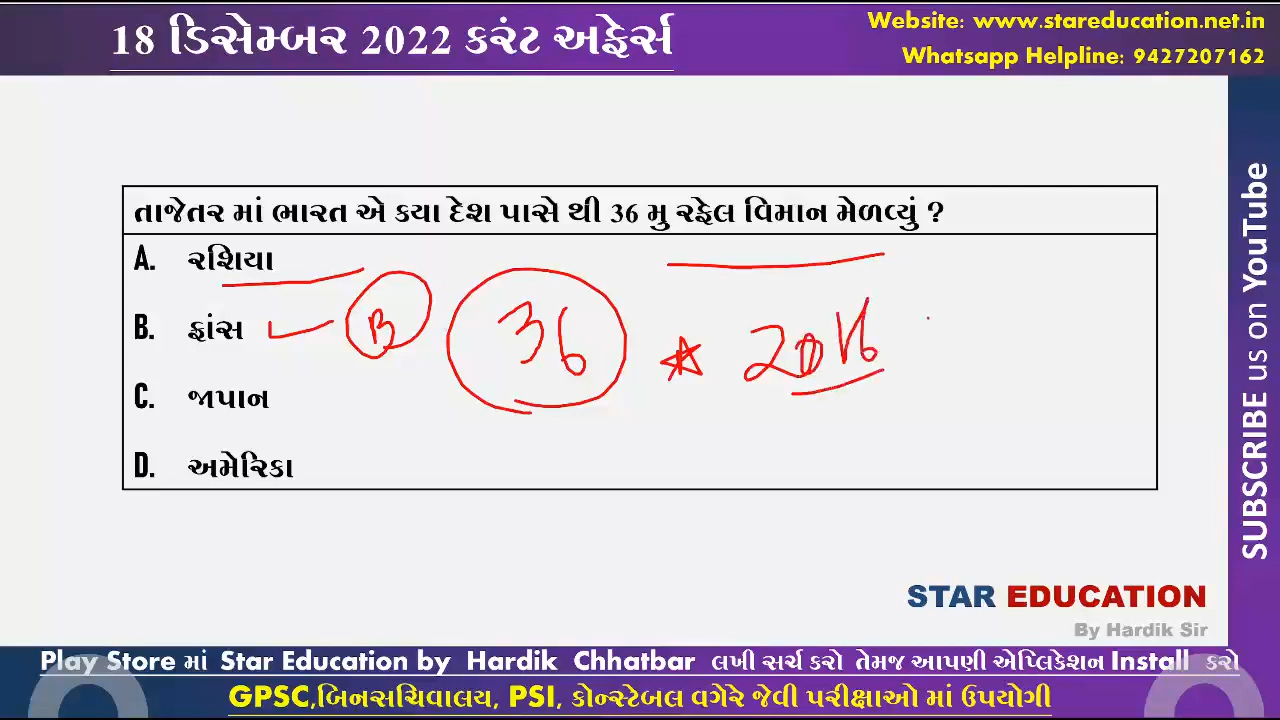 18 ડિસેમ્બર 2022 કરંટ અફેર્સ
Website: www.stareducation.net.in
Whatsapp Helpline: 9427207162
તાજેતર માં ભારત એ કયા દેશ પાસે થી 36 મુ રફેલ વિમાન મેળવ્યું ?
A. રશિયા
B. ફ્રાંસ
B 36 2016
C. જાપાન
D. અમેરિકા
SUBSCRIBE us on YouTube
STAR EDUCATION
By Hardik Sir
Play Store માં Star Education by Hardik Chhatbar લખી સર્ચ કરો તેમજ આપણી એપ્લિકેશન Install કરો
GPSC,બિનસચિવાલય, PSI, કોન્સ્ટેબલ વગેરે જેવી પરીક્ષાઓ માં ઉપયોગી